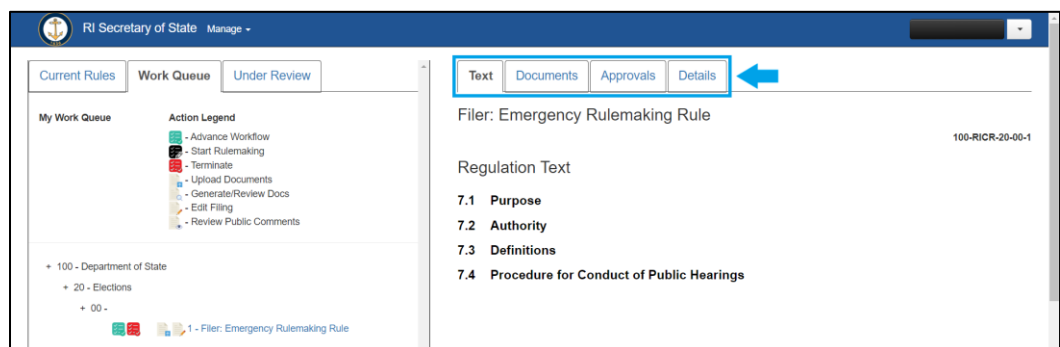 RI Secretary of State Manage
Current Rules Work Queue Under Review
My Work Queue
Action Legend
- Advance Workflow
- Start Rulemaking
- Terminate
- Upload Documents
- Generate/Review Docs
- Edit Filing
- Review Public Comments
+ 100 - Department of State
+ 20 - Elections
+ 00 -
1 - Filer: Emergency Rulemaking Rule
Text Documents Approvals Details
Filer: Emergency Rulemaking Rule
100-RICR-20-00-1
Regulation Text
7.1 Purpose
7.2 Authority
7.3 Definitions
7.4 Procedure for Conduct of Public Hearings